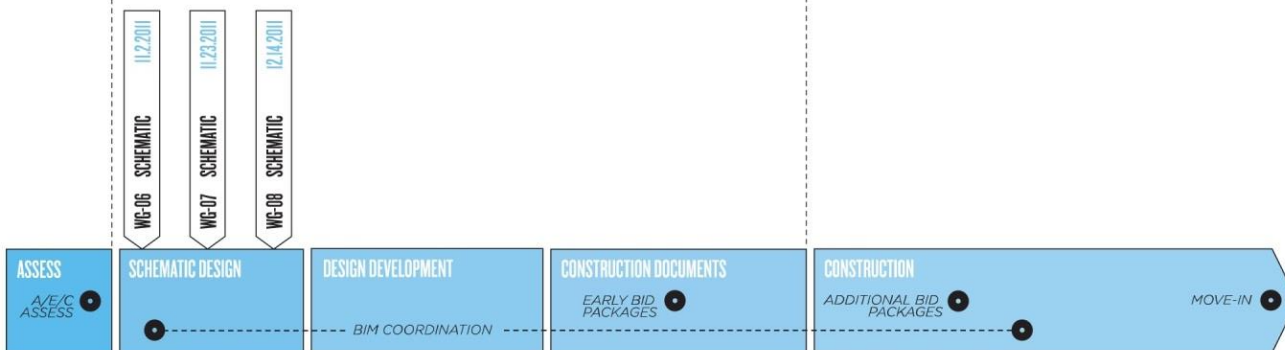 WG-06 SCHEMATIC 11.2.2011
WG-07 SCHEMATIC 11.23.2011
WG-08 SCHEMATIC 12.14.2011
ASSESS
A/E/C
ASSESS
SCHEMATIC DESIGN
DESIGN DEVELOPMENT
CONSTRUCTION DOCUMENTS
EARLY BID
PACKAGES
CONSTRUCTION
ADDITIONAL BID
PACKAGES
MOVE-IN
BIM COORDINATION